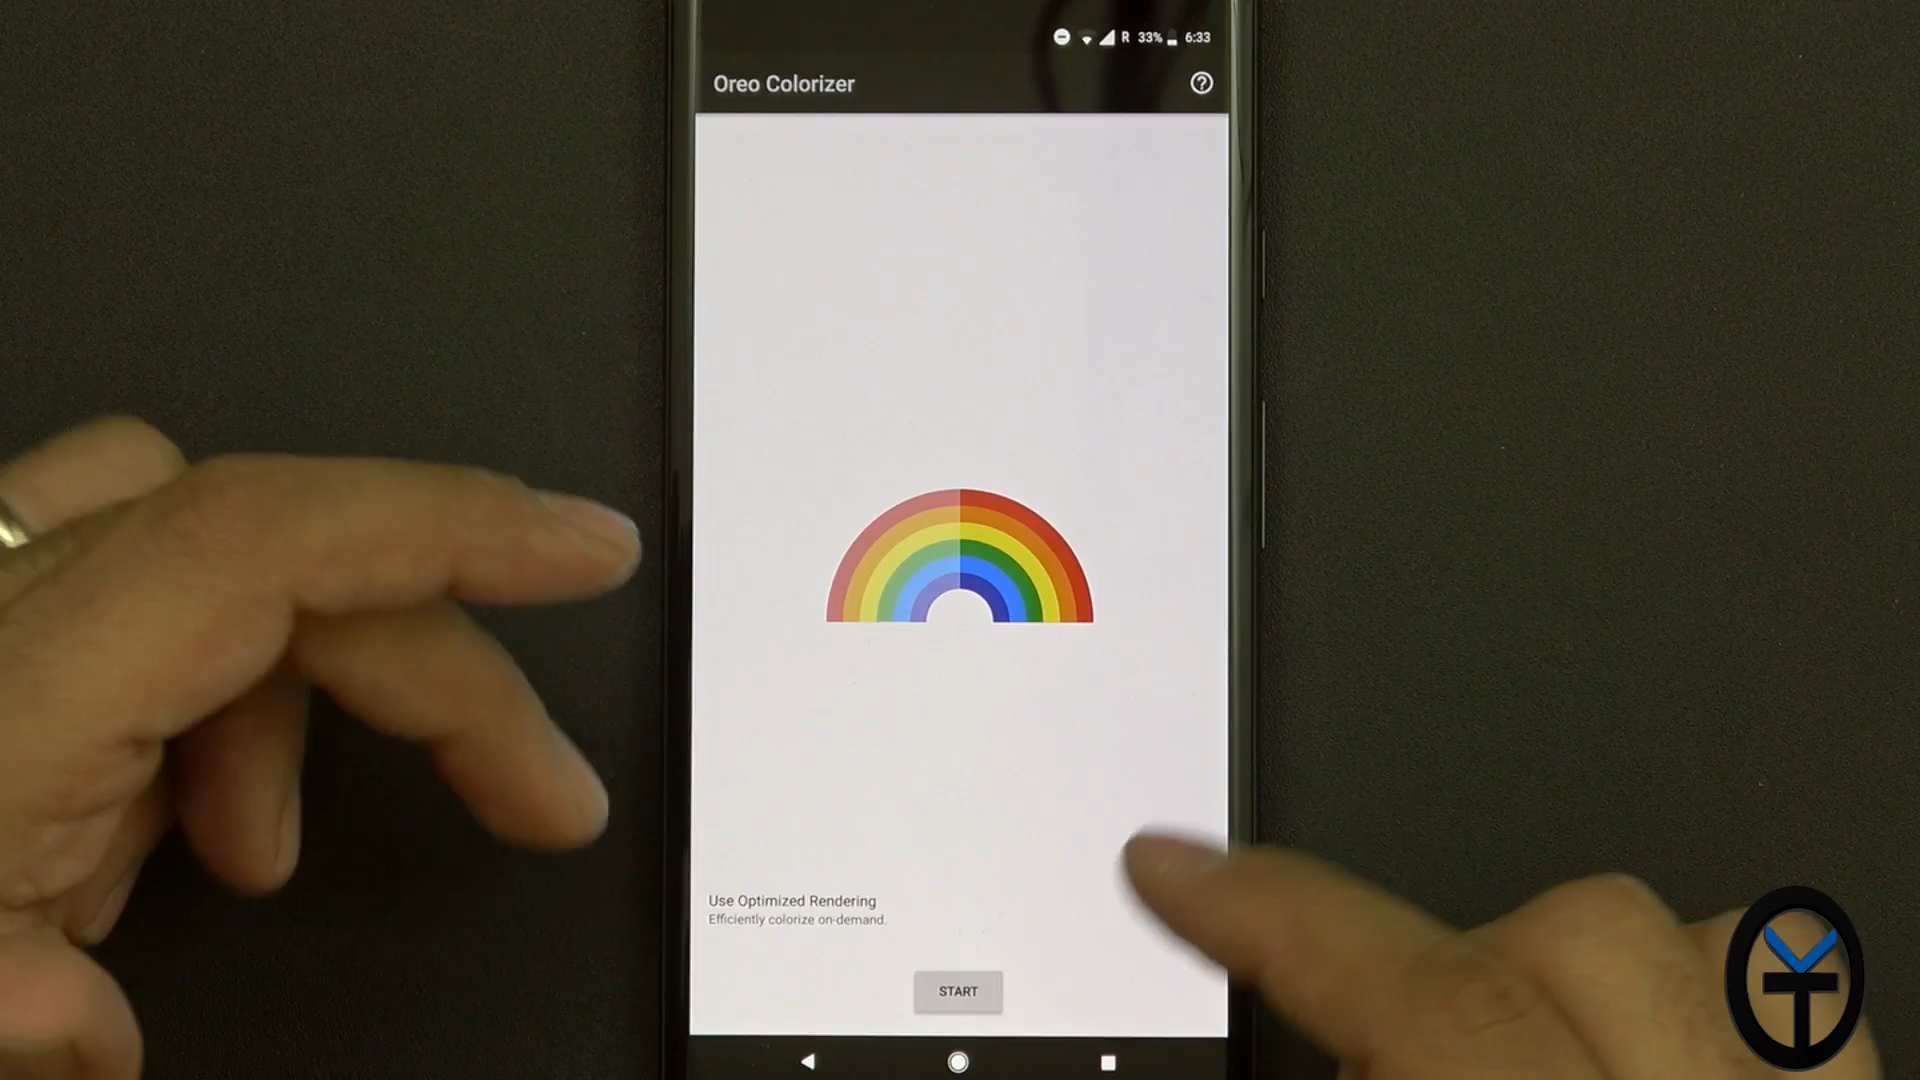 R 33% 6:33
Oreo Colorizer
Use Optimized Rendering
Efficiently colorize on-demand.
START